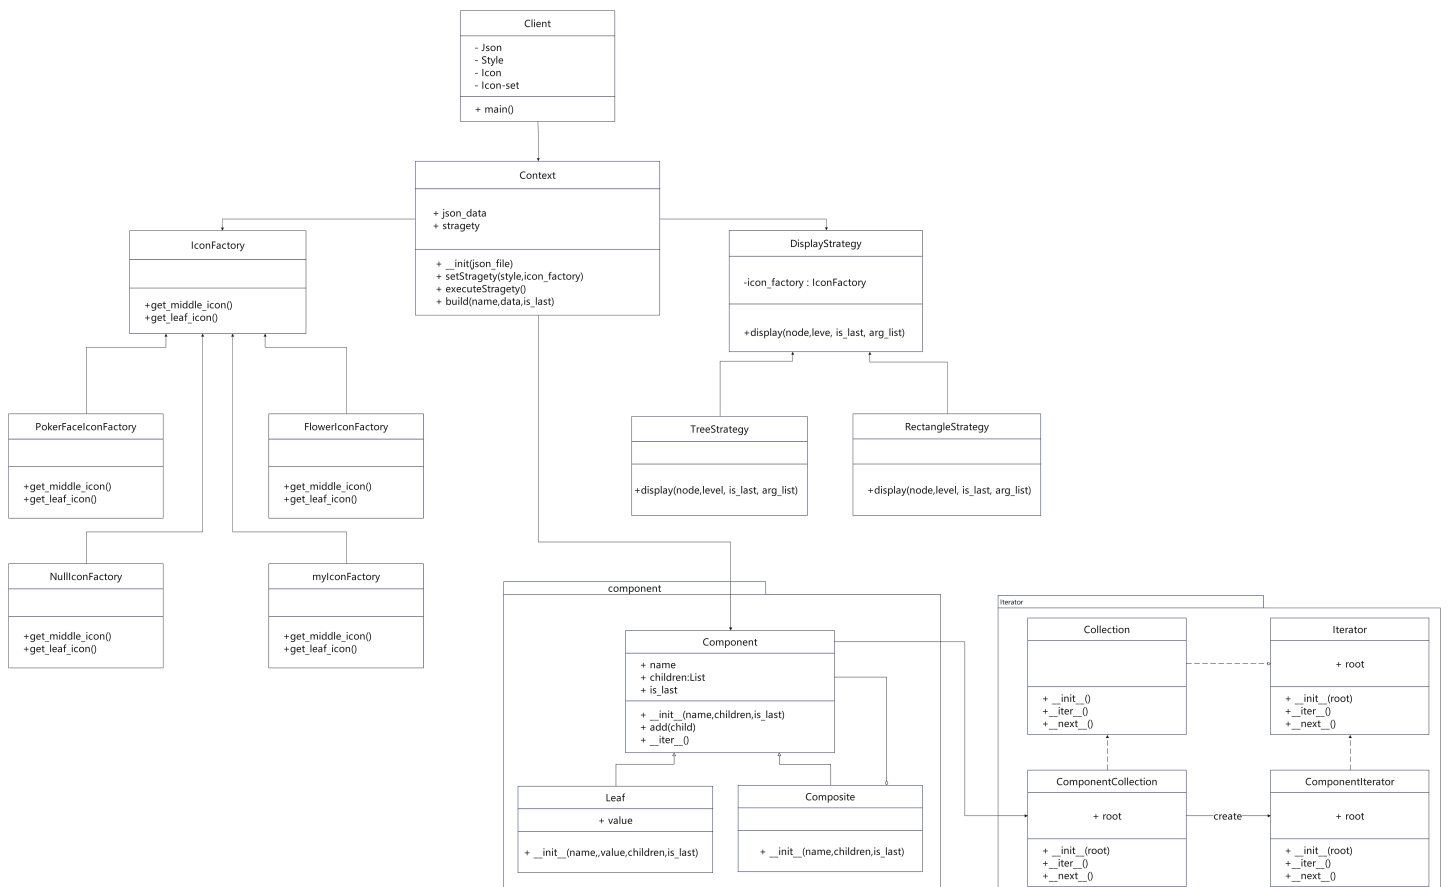 Client
- Json
- Style
- Icon
- Icon-set
+ main()
Context
+ json_data
+ stragety
+ __init(json_file)
+ setStragety(style,icon_factory)
+ executeStragety()
+ build(name,data,is_last)
IconFactory
+get_middle_icon()
+get_leaf_icon()
DisplayStrategy
-icon_factory : IconFactory
+display(node,leve, is_last, arg_list)
PokerFaceIconFactory
+get_middle_icon()
+get_leaf_icon()
FlowerIconFactory
+get_middle_icon()
+get_leaf_icon()
TreeStrategy
+display(node,level, is_last, arg_list)
RectangleStrategy
+display(node,level, is_last, arg_list)
NullIconFactory
+get_middle_icon()
+get_leaf_icon()
myIconFactory
+get_middle_icon()
+get_leaf_icon()
component
Component
+ name
+ children:List
+ is_last
+ __init__(name,children,is_last)
+ add(child)
+ __iter__()
Leaf
+ value
+ __init__(name,,value,children,is_last)
Composite
+ __init__(name,children,is_last)
Iterator
Collection
+ __init__()
+__iter__()
+__next__()
Iterator
+ root
+ __init__(root)
+__iter__()
+__next__()
ComponentCollection
+ root
+ __init__(root)
+__iter__()
+__next__()
create
ComponentIterator
+ root
+ __init__(root)
+__iter__()
+__next__()